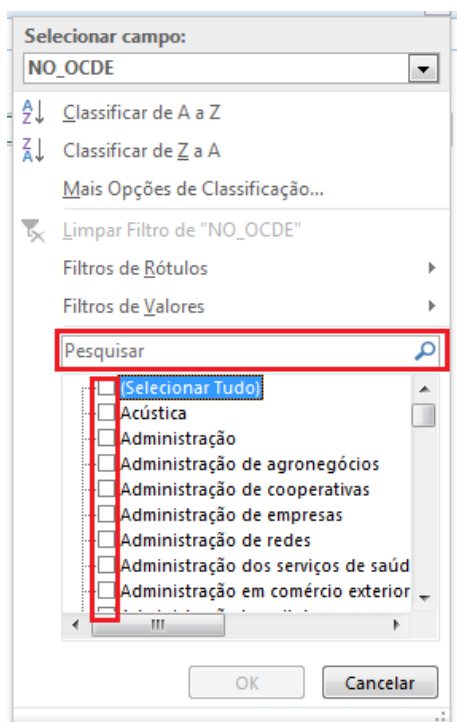 Selecionar campo:
NO_OCDE
Classificar de A a Z
Classificar de Z a A
Mais Opções de Classificação...
Limpar Filtro de "NO_OCDE"
Filtros de Rótulos
Filtros de Valores
Pesquisar
(Selecionar Tudo)
Acústica
Administração
Administração de agronegócios
Administração de cooperativas
Administração de empresas
Administração de redes
Administração dos serviços de saúd
Administração em comércio exterior
OK
Cancelar